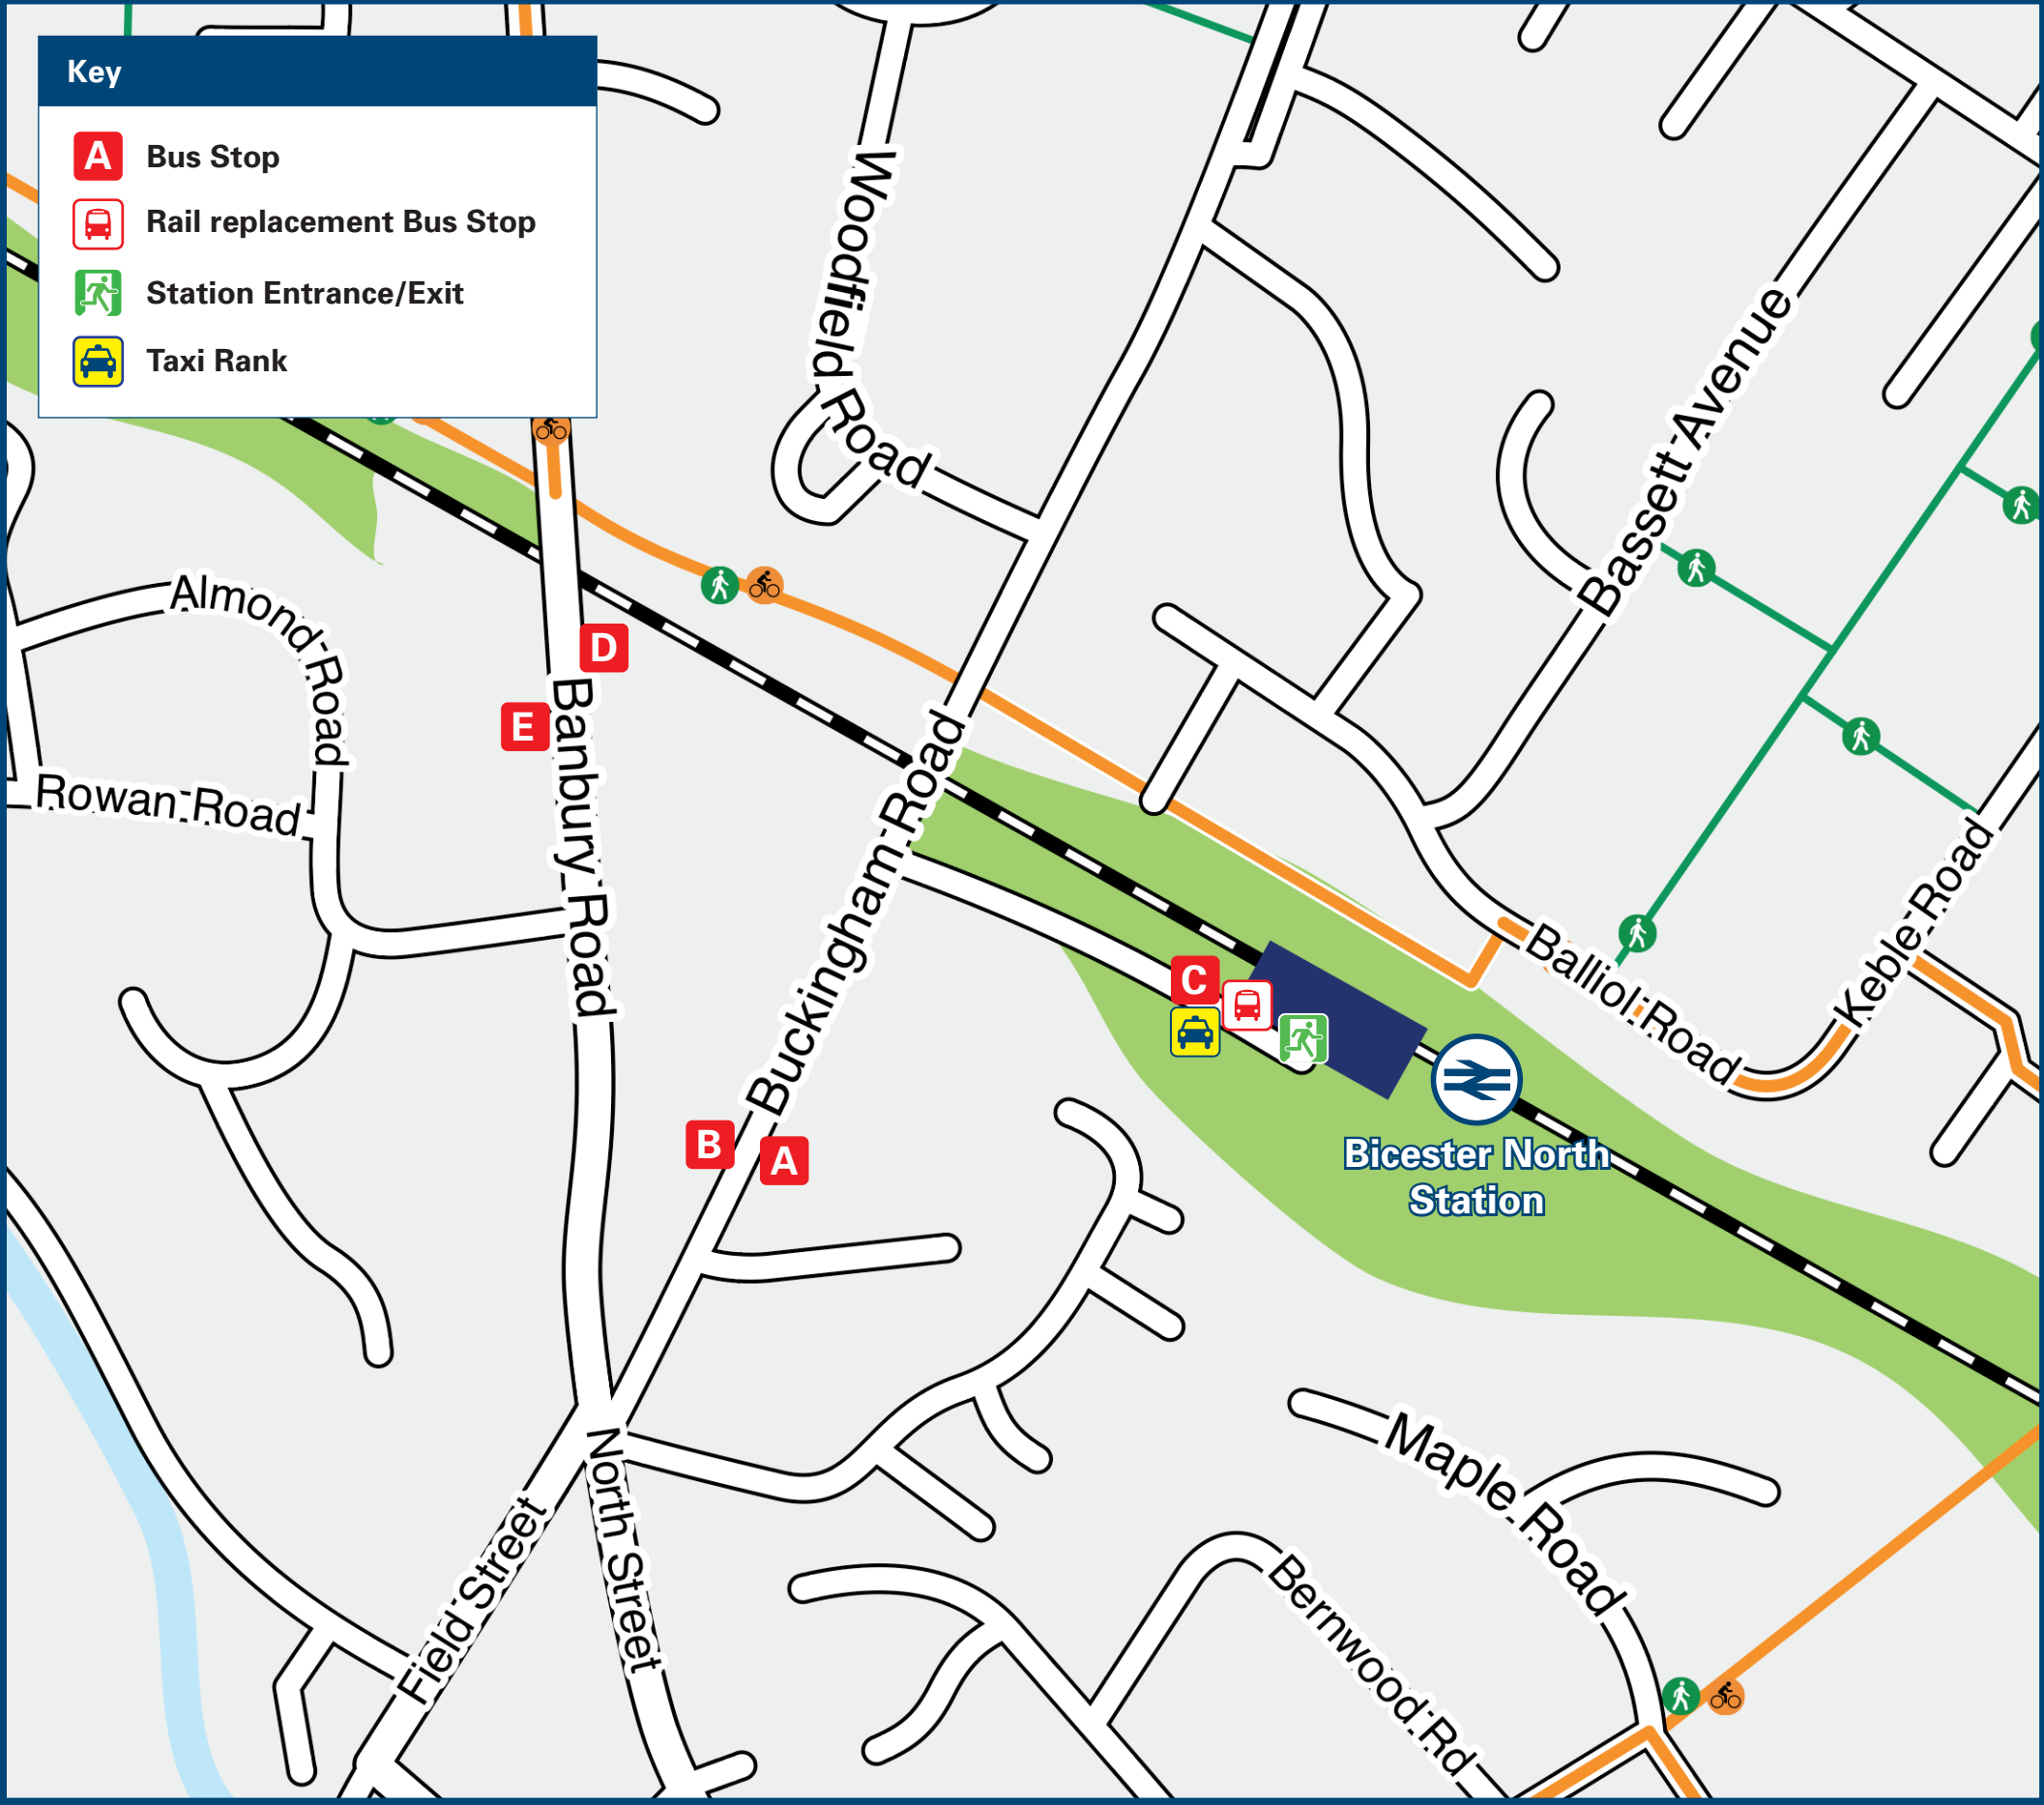 Key
A Bus Stop
Rail replacement Bus Stop
Station Entrance/Exit
Taxi Rank
Woodfield Road
Bassett Avenue
Almond Road
D
E
Banbury Road
Rowan Road
Buckingham Road
Keble Road
Balliol Road
C
B
A
Bicester North
Station
Maple Road
North Street
Field Street
Bernwood Rd